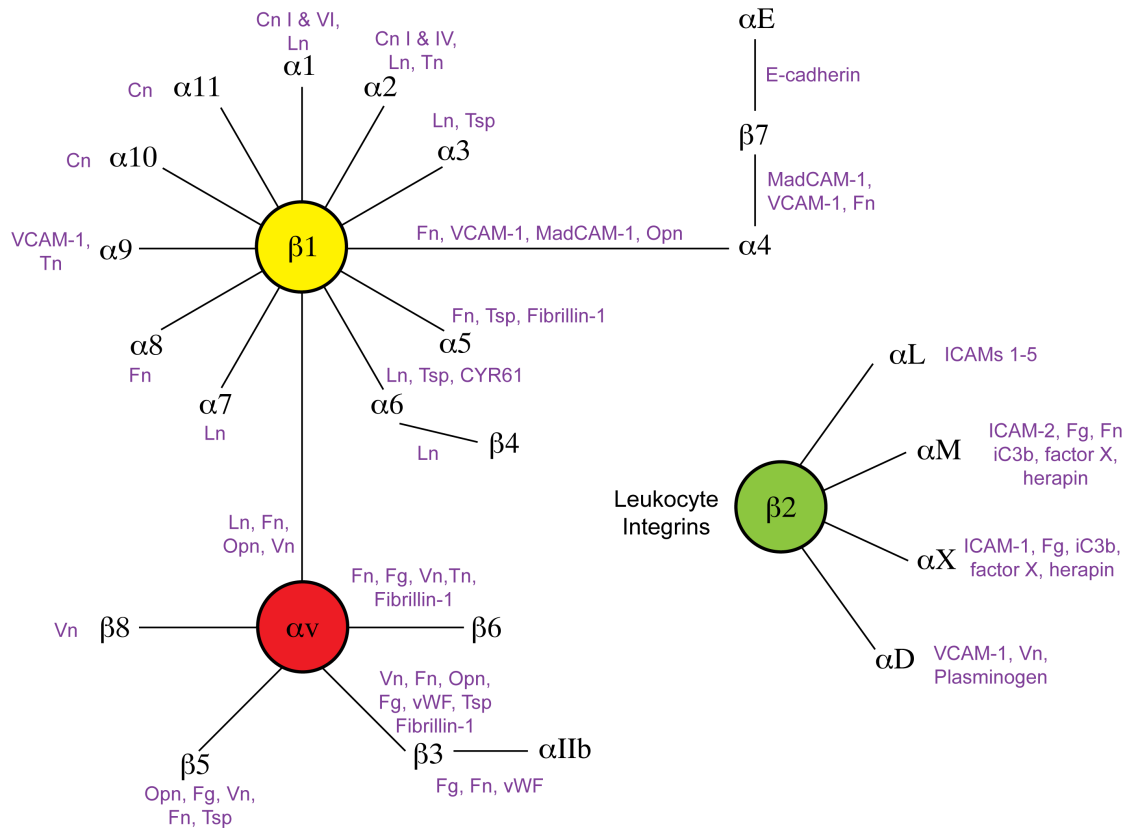 Cn I & VI,
Ln
α1
Cn I & IV,
Ln, Tn
α2
Cn
α11
Ln, Tsp
α3
Cn
α10
VCAM-1,
Tn
α9
β1
Fn, VCAM-1, MadCAM-1, Opn
α4
αE
E-cadherin
β7
MadCAM-1,
VCAM-1, Fn
α8
Fn
α7
Ln
Fn, Tsp, Fibrillin-1
α5
Ln, Tsp, CYR61
α6
Ln
β4
Ln, Fn,
Opn, Vn
αv
Vn
β8
Fn, Fg, Vn,Tn,
Fibrillin-1
β6
Vn, Fn, Opn,
Fg, vWF, Tsp
Fibrillin-1
β3
αIIb
Fg, Fn, vWF
β5
Opn, Fg, Vn,
Fn, Tsp
Leukocyte
Integrins
β2
αL
ICAMs 1-5
αM
ICAM-2, Fg, Fn
iC3b, factor X,
herapin
αX
ICAM-1, Fg, iC3b,
factor X, herapin
αD
VCAM-1, Vn,
Plasminogen